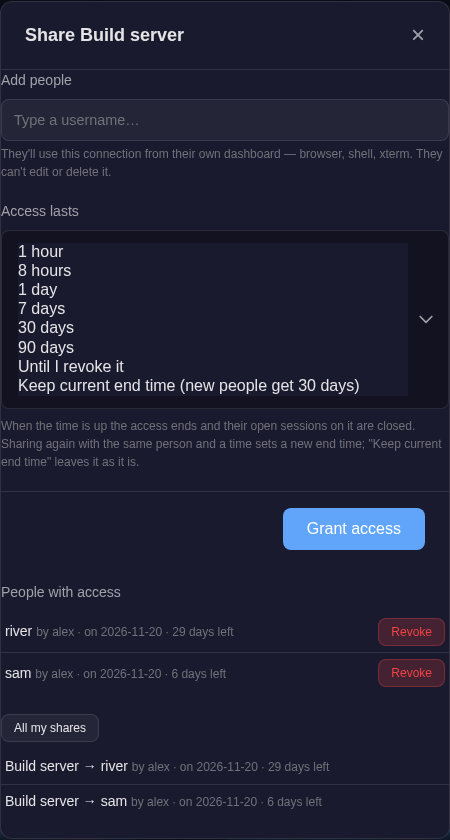 Share Build server
×
Add people
Type a username…
They'll use this connection from their own dashboard — browser, shell, xterm. They
can't edit or delete it.
Access lasts
1 hour
8 hours
1 day
7 days
30 days
90 days
Until I revoke it
Keep current end time (new people get 30 days)
When the time is up the access ends and their open sessions on it are closed.
Sharing again with the same person and a time sets a new end time; "Keep current
end time" leaves it as it is.
Grant access
People with access
river by alex · on 2026-11-20 · 29 days left Revoke
sam by alex · on 2026-11-20 · 6 days left Revoke
All my shares
Build server → river by alex · on 2026-11-20 · 29 days left
Build server → sam by alex · on 2026-11-20 · 6 days left